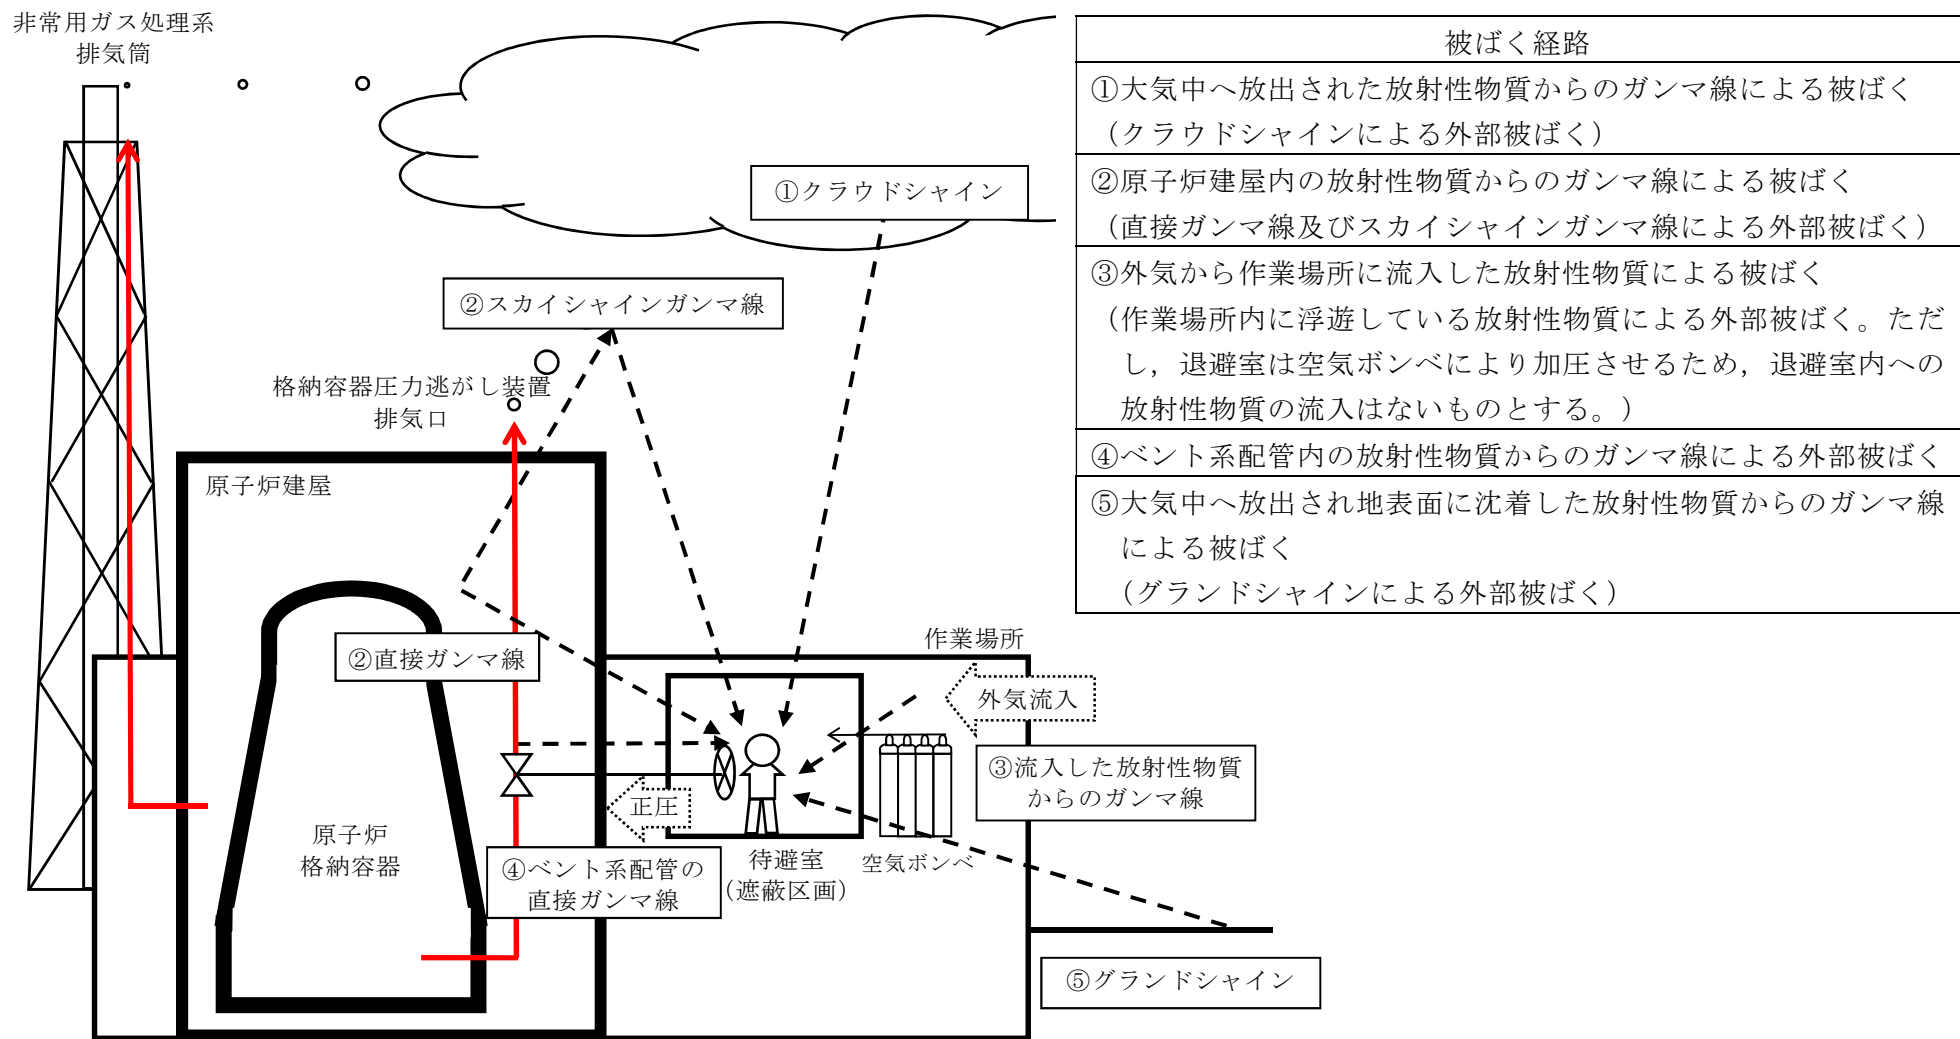 非常用ガス処理系
排気筒
①クラウドシャイン
②スカイシャインガンマ線
格納容器圧力逃がし装置
排気口
原子炉建屋
②直接ガンマ線
作業場所
外気流入
③流入した放射性物質
からのガンマ線
正圧
原子炉
格納容器
④ベント系配管の
直接ガンマ線
待避室
(遮蔽区画)
空気ボンベ
⑤グランドシャイン
被ばく経路
①大気中へ放出された放射性物質からのガンマ線による被ばく
（クラウドシャインによる外部被ばく）
②原子炉建屋内の放射性物質からのガンマ線による被ばく
（直接ガンマ線及びスカイシャインガンマ線による外部被ばく）
③外気から作業場所に流入した放射性物質による被ばく
（作業場所内に浮遊している放射性物質による外部被ばく。ただ
し，退避室は空気ボンベにより加圧させるため，退避室内への
放射性物質の流入はないものとする。）
④ベント系配管内の放射性物質からのガンマ線による外部被ばく
⑤大気中へ放出され地表面に沈着した放射性物質からのガンマ線
による被ばく
（グランドシャインによる外部被ばく）